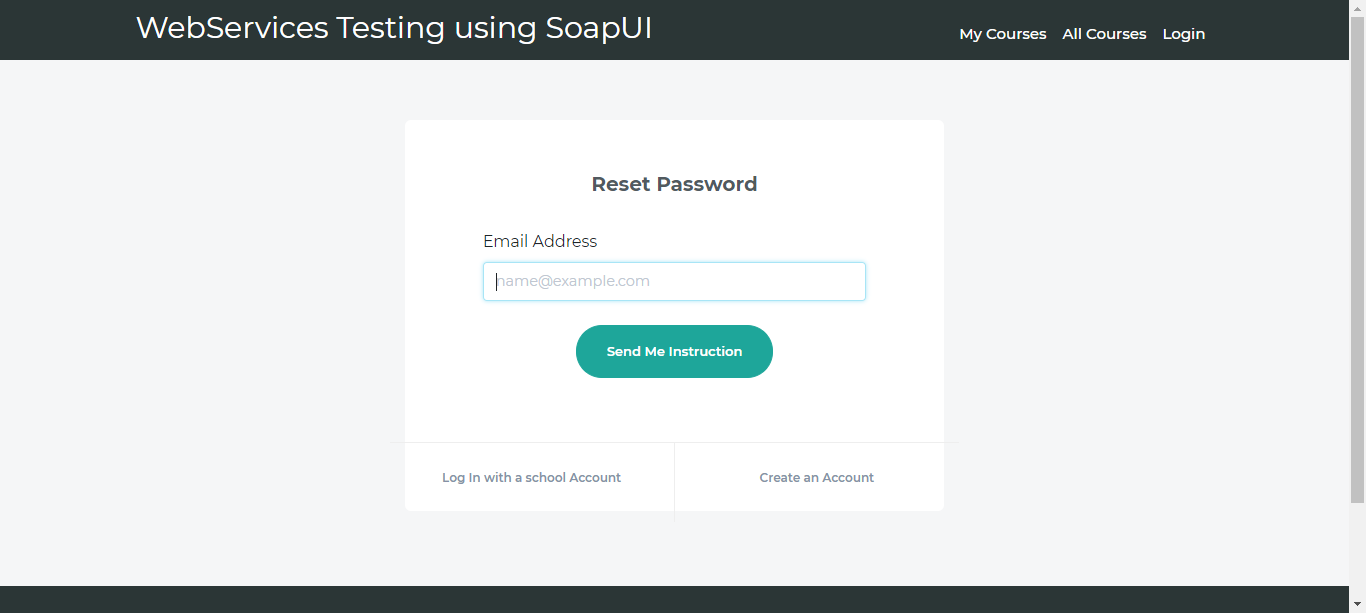 WebServices Testing using SoapUI
My Courses All Courses Login
Reset Password
Email Address
name@example.com
Send Me Instruction
Log In with a school Account
Create an Account